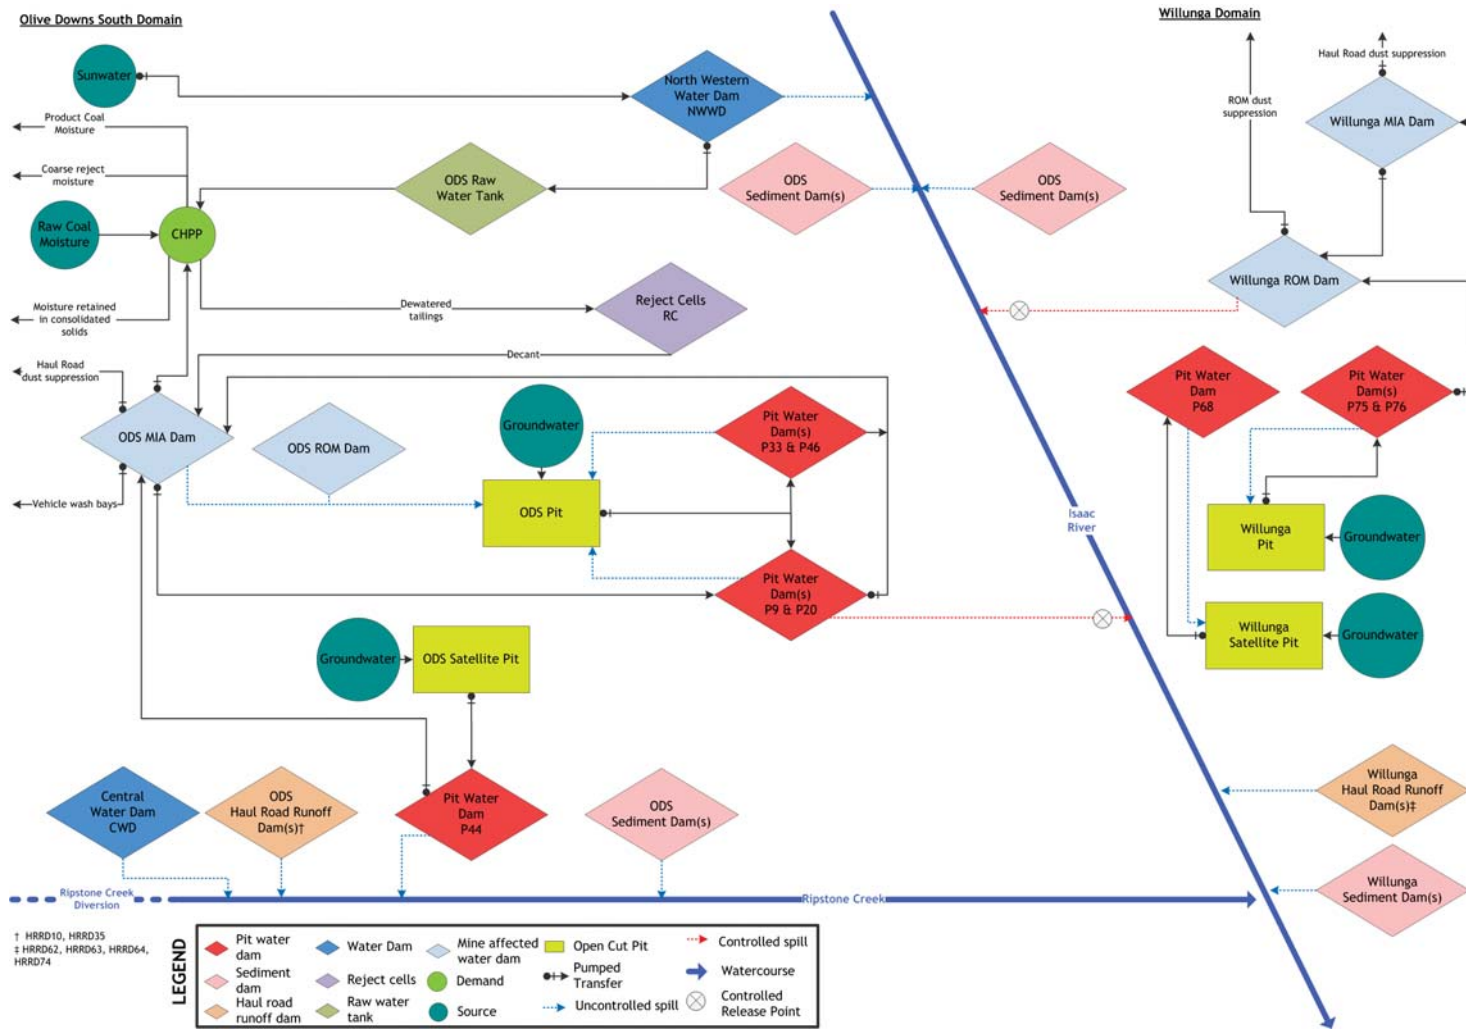 Olive Downs South Domain
Willunga Domain
Sunwater
North Western
Water Dam
NWWD
Haul Road dust suppression
ROM dust
suppression
Willunga MIA Dam
Product Coal
Moisture
Coarse reject
moisture
ODS Raw
Water Tank
ODS
Sediment Dam(s)
ODS
Sediment Dam(s)
Raw Coal
Moisture
CHPP
Willunga ROM Dam
Moisture retained
in consolidated
solids
Dewatered
tailings
Reject Cells
RC
Decant
Haul Road
dust suppression
ODS MIA Dam
ODS ROM Dam
Groundwater
Pit Water
Dam(s)
P33 & P46
Pit Water
Dam
P68
Pit Water
Dam(s)
P75 & P76
Vehicle wash bays
ODS Pit
Isaac
River
Willunga
Pit
Groundwater
Pit Water
Dam(s)
P9 & P20
Groundwater
ODS Satellite Pit
Willunga
Satellite Pit
Groundwater
Central
Water Dam
CWD
ODS
Haul Road Runoff
Dam(s)†
Pit Water
Dam
P44
ODS
Sediment Dam(s)
Willunga
Haul Road Runoff
Dam(s)‡
Willunga
Sediment Dam(s)
Ripstone Creek
Diversion
Ripstone Creek
† HRRD10, HRRD35
‡ HRRD62, HRRD63, HRRD64,
HRRD74
LEGEND
Pit water
dam
Sediment
dam
Haul road
runoff dam
Water Dam
Reject cells
Raw water
tank
Mine affected
water dam
Demand
Source
Open Cut Pit
Pumped
Transfer
Uncontrolled spill
Controlled spill
Watercourse
Controlled
Release Point